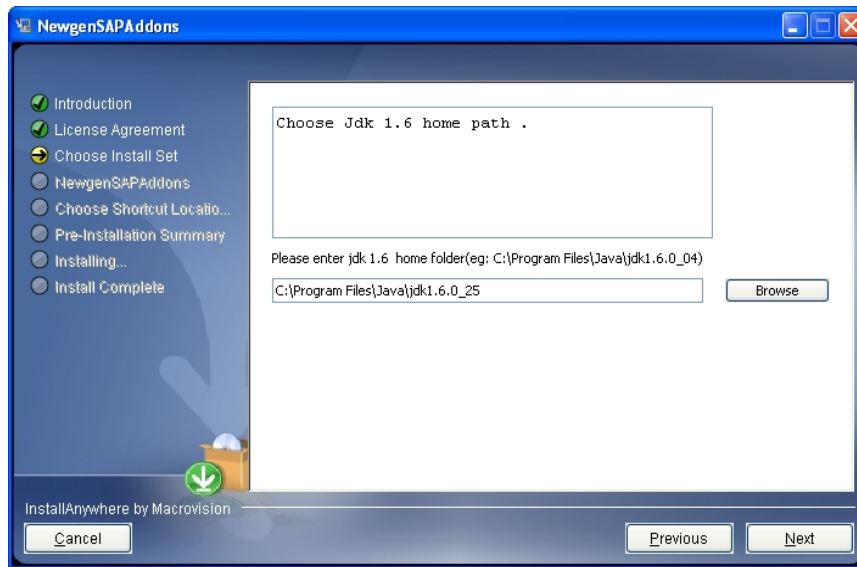 NewgenSAPAddons
Introduction
License Agreement
Choose Install Set
NewgenSAPAddons
Choose Shortcut Locatio...
Pre-Installation Summary
Installing...
Install Complete
Choose Jdk 1.6 home path .
Please enter jdk 1.6 home folder(eg: C:\Program Files\Java\jdk1.6.0_04)
C:\Program Files\Java\jdk1.6.0_25
Browse
InstallAnywhere by Macrovision
Cancel
Previous
Next